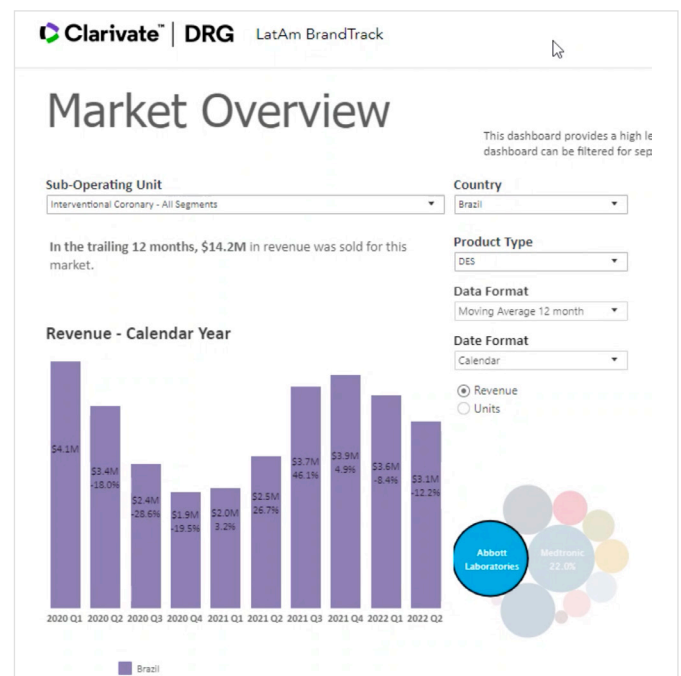 Clarivate™ | DRG LatAm BrandTrack
Market Overview
This dashboard provides a high le
dashboard can be filtered for sep
Sub-Operating Unit
Interventional Coronary - All Segments
Country
Brazil
In the trailing 12 months, $14.2M in revenue was sold for this
market.
Product Type
DES
Data Format
Moving Average 12 month
Revenue - Calendar Year
Date Format
Calendar
Revenue
Units
$4.1M
$3.4M
-18.0%
$2.4M
-28.6%
$1.9M
-19.5%
$2.0M
3.2%
$2.5M
26.7%
$3.7M
46.1%
$3.9M
4.9%
$3.6M
-8.4%
$3.1M
-12.2%
Abbott
Laboratories
Medtronic
22.0%
2020 Q1 2020 Q2 2020 Q3 2020 Q4 2021 Q1 2021 Q2 2021 Q3 2021 Q4 2022 Q1 2022 Q2
Brazil